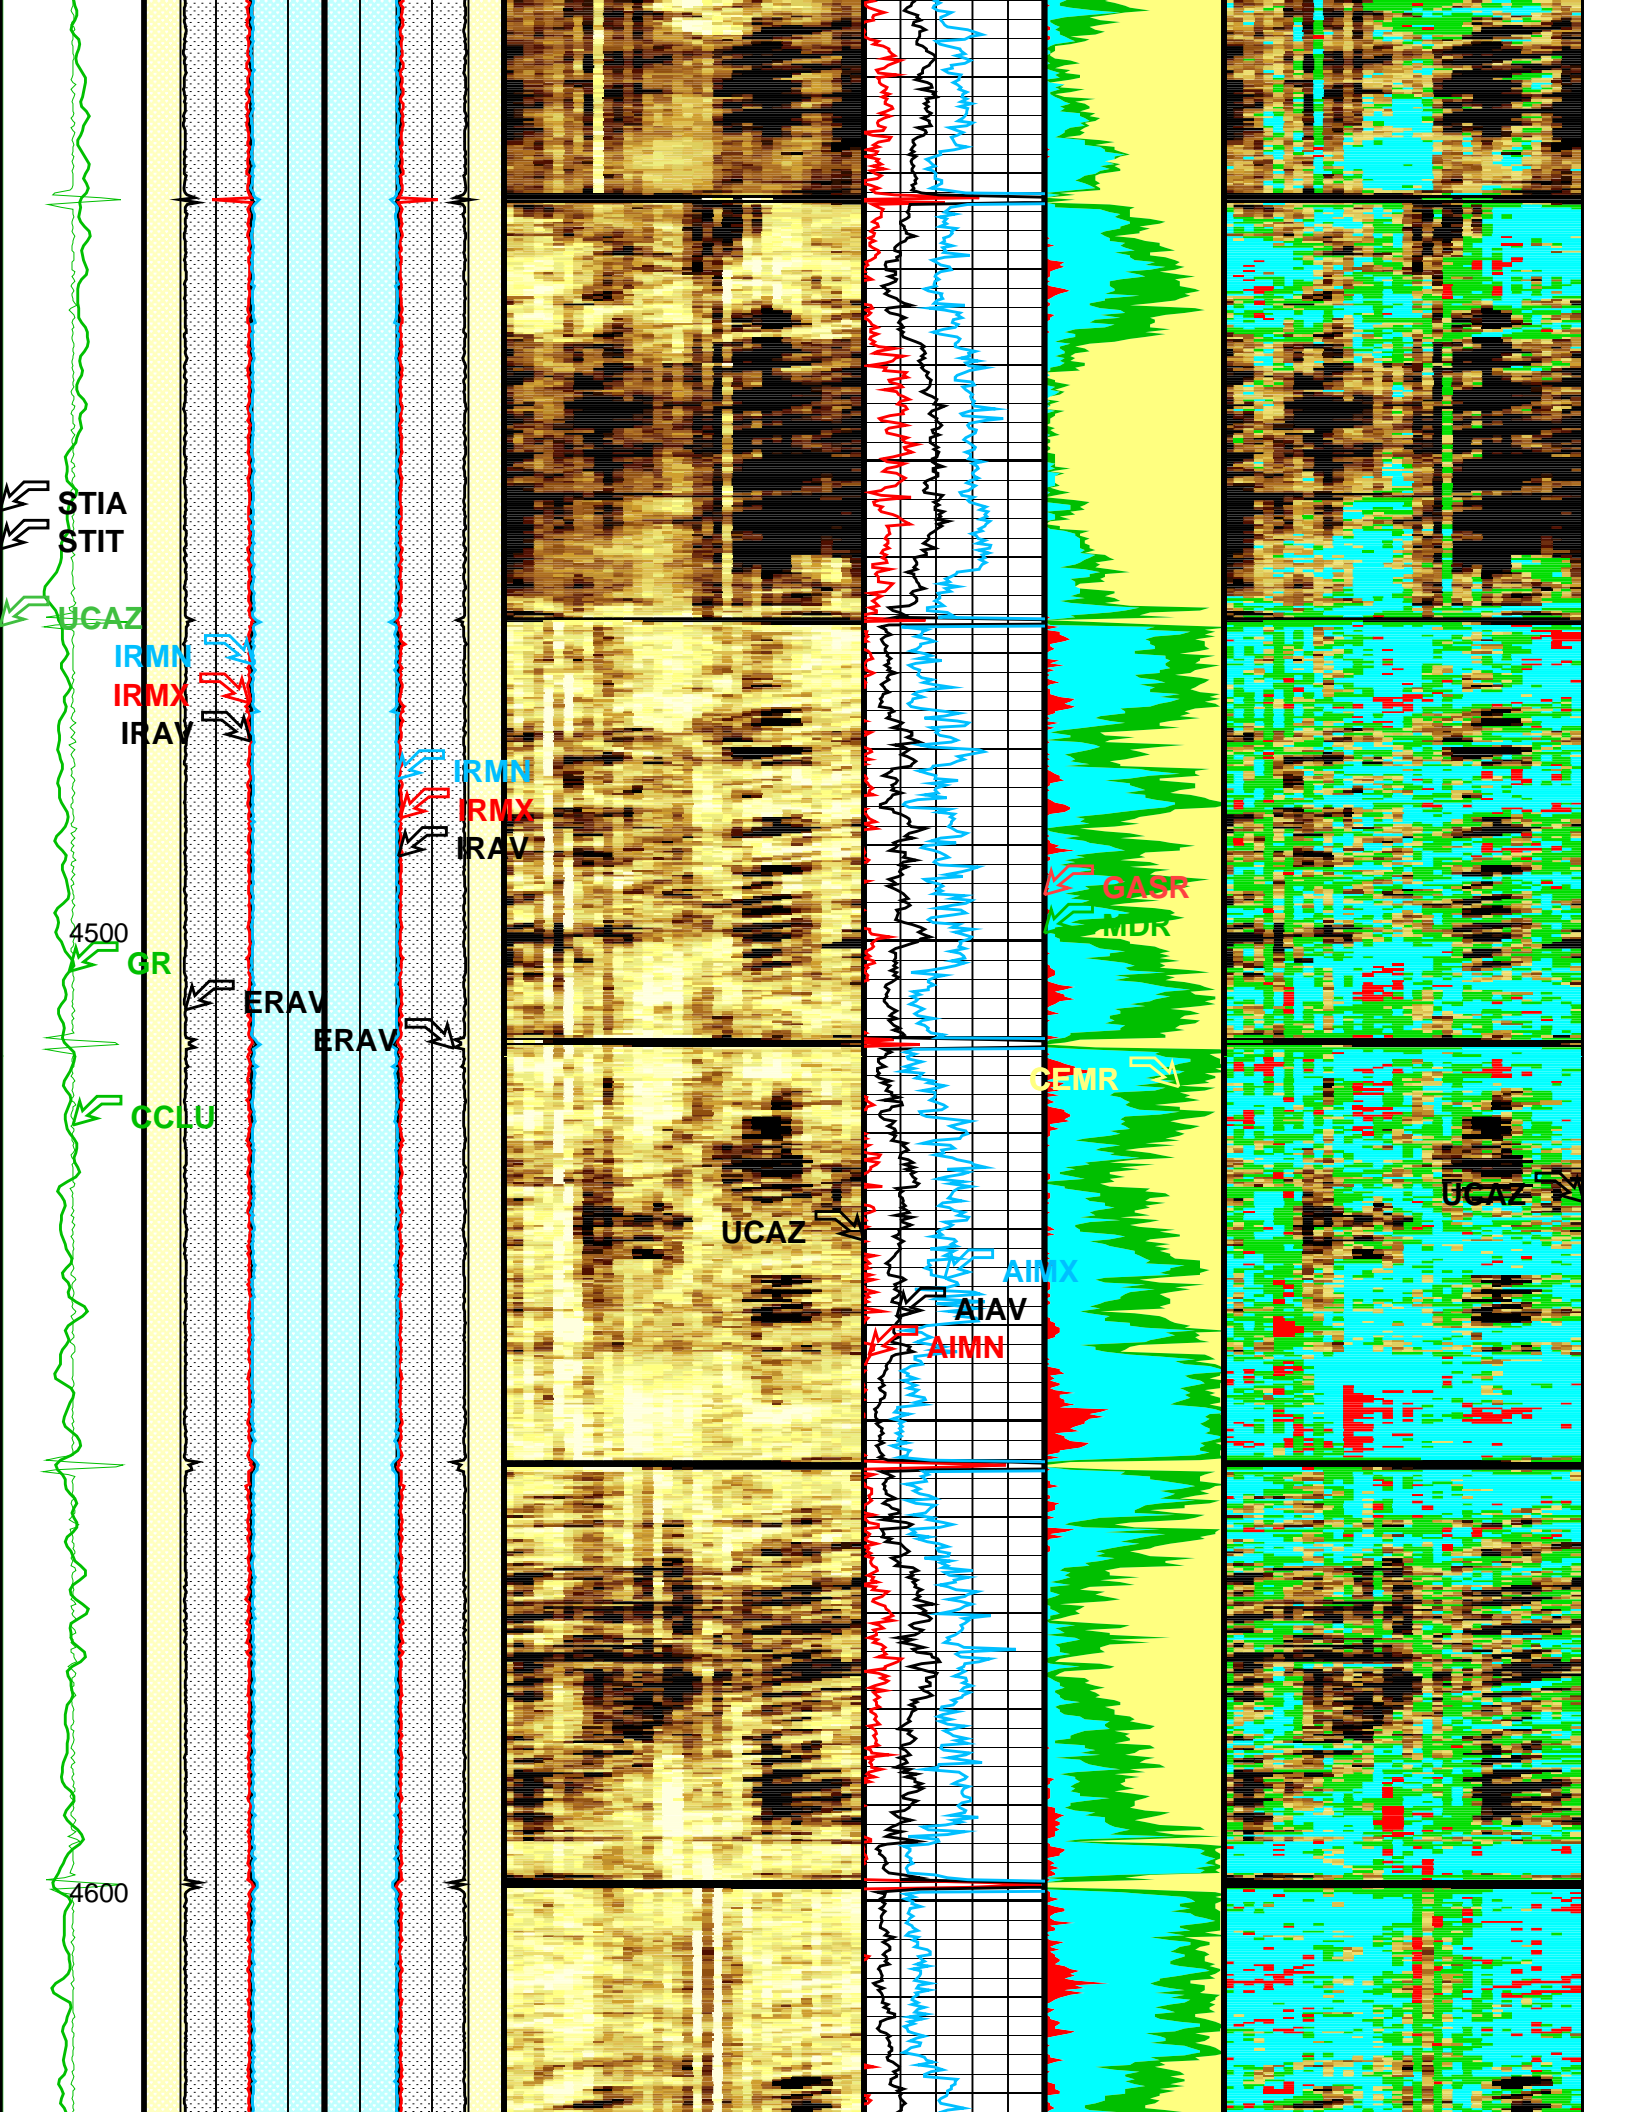 STIA
STIT
UCAZ
IRMN
IRMX
IRAV
IRMN
IRMX
IRAV
GASR
MDR
4500
GR
ERAV
ERAV
CEMR
CCLU
UCAZ
UCAZ
AIMX
AIAV
AIMN
4600